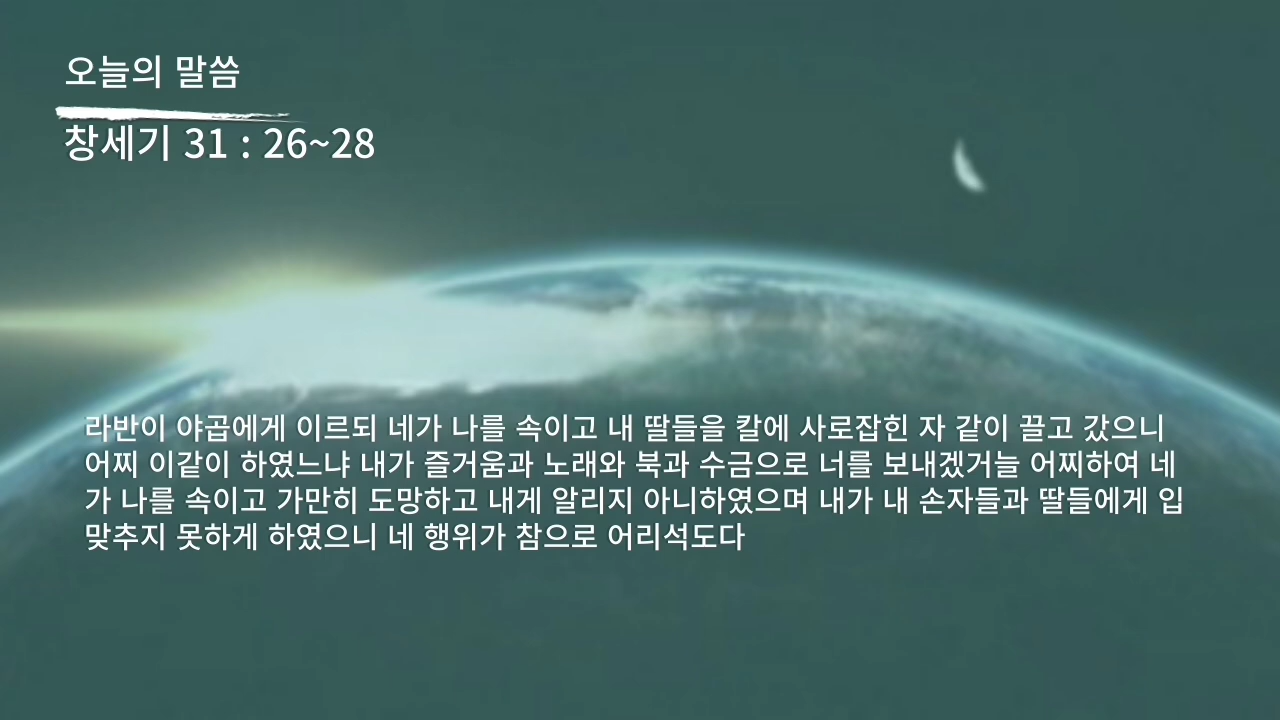 오늘의 말씀
창세기 31 : 26~28
라반이 야곱에게 이르되 네가 나를 속이고 내 딸들을 칼에 사로잡힌 자 같이 끌고 갔으니
어찌 이같이 하였느냐 내가 즐거움과 노래와 북과 수금으로 너를 보내겠거늘 어찌하여 네
가 나를 속이고 가만히 도망하고 내게 알리지 아니하였으며 내가 내 손자들과 딸들에게 입
맞추지 못하게 하였으니 네 행위가 참으로 어리석도다